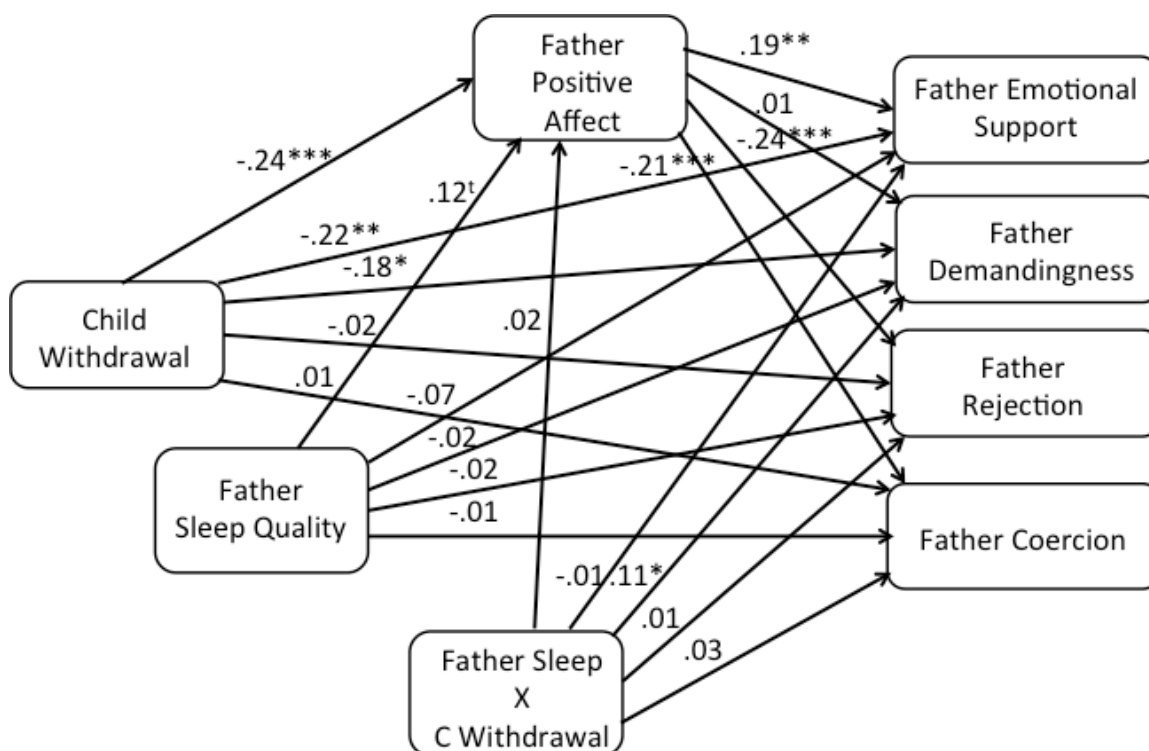 Father
Positive
Affect
.19**
.01
-.24***
-.21***
Father Emotional
Support
-.24***
.12ᵗ
-.22**
-.18*
Father
Demandingness
Child
Withdrawal
-.02
.02
.01
-.07
Father
Rejection
Father
Sleep Quality
-.02
-.02
-.01
Father Coercion
-.01
.11*
.01
.03
Father Sleep
X
C Withdrawal